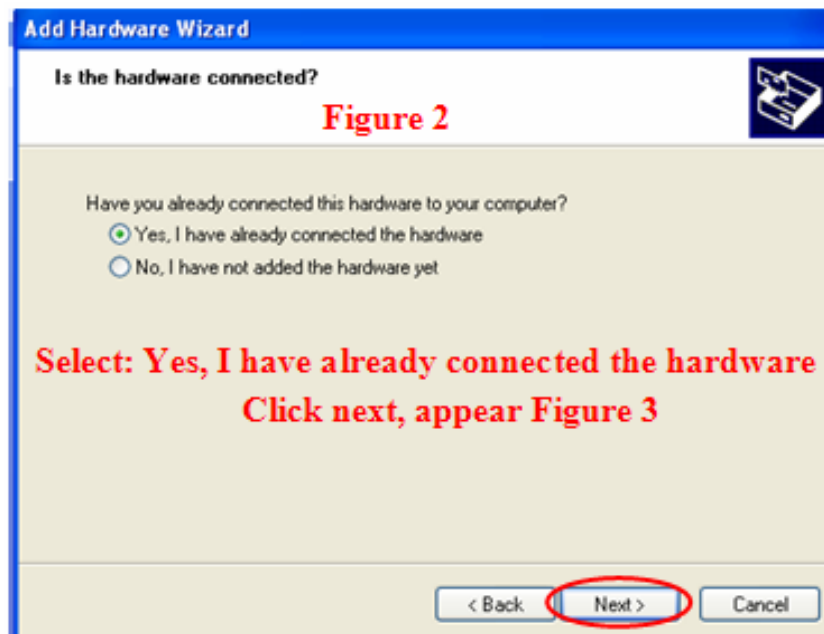 Add Hardware Wizard
Is the hardware connected?
Figure 2
Have you already connected this hardware to your computer?
Yes, I have already connected the hardware
No, I have not added the hardware yet
Select: Yes, I have already connected the hardware
Click next, appear Figure 3
< Back Next > Cancel